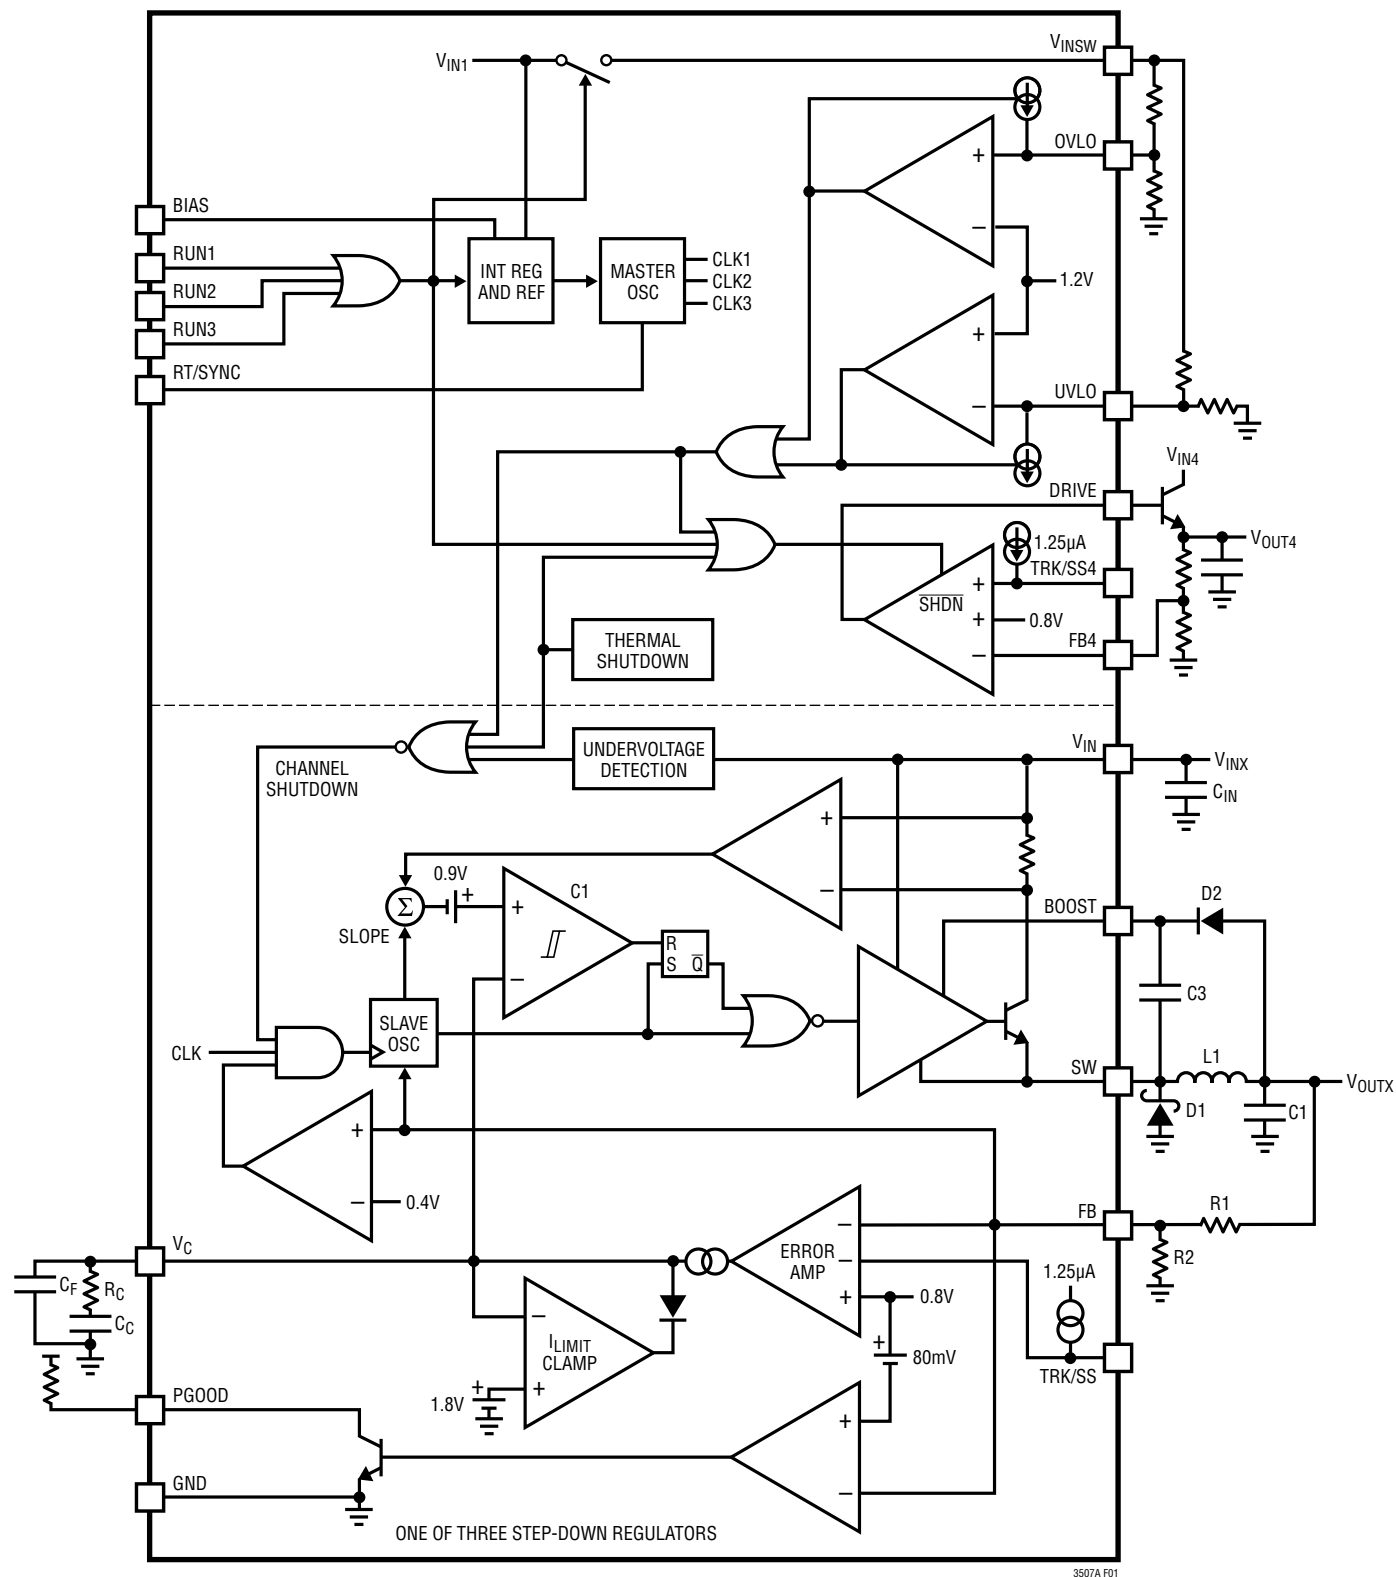 VIN1
VINSW
OVLO
+
−
1.2V
+
−
UVLO
BIAS
RUN1
RUN2
RUN3
RT/SYNC
INT REG
AND REF
MASTER
OSC
CLK1
CLK2
CLK3
DRIVE
VIN4
VOUT4
1.25µA
TRK/SS4
+
SHDN
+
0.8V
FB4
−
THERMAL
SHUTDOWN
UNDERVOLTAGE
DETECTION
VIN
VINX
CIN
CHANNEL
SHUTDOWN
+
−
0.9V
+
Σ
SLOPE
C1
+
−
R
S Q
BOOST
D2
C3
L1
SW
VOUTX
D1
C1
CLK
SLAVE
OSC
+
−
0.4V
VC
CF
RC
CC
FB
R1
R2
−
ERROR
AMP
−
+
0.8V
+
80mV
1.25µA
TRK/SS
−
ILIMIT
CLAMP
+
+
1.8V
PGOOD
GND
+
−
ONE OF THREE STEP-DOWN REGULATORS
3507A F01